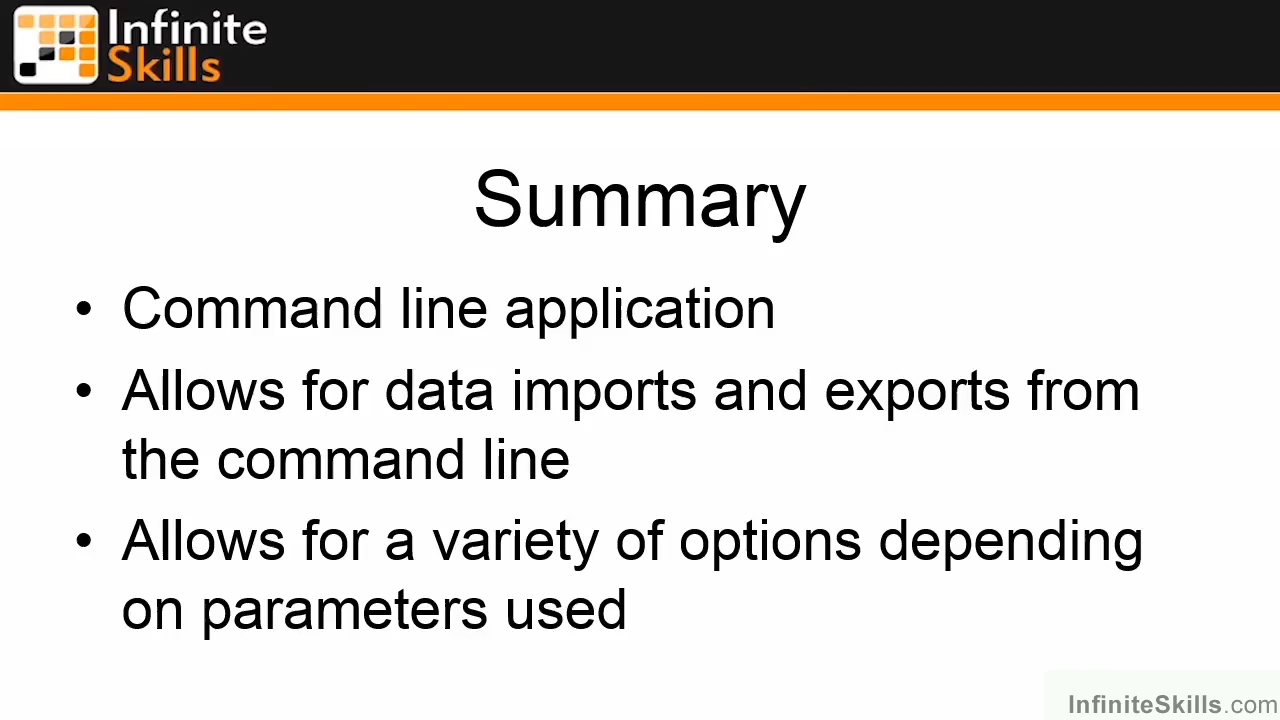 Infinite
Skills
Summary
• Command line application
• Allows for data imports and exports from
the command line
• Allows for a variety of options depending
on parameters used
InfiniteSkills.com